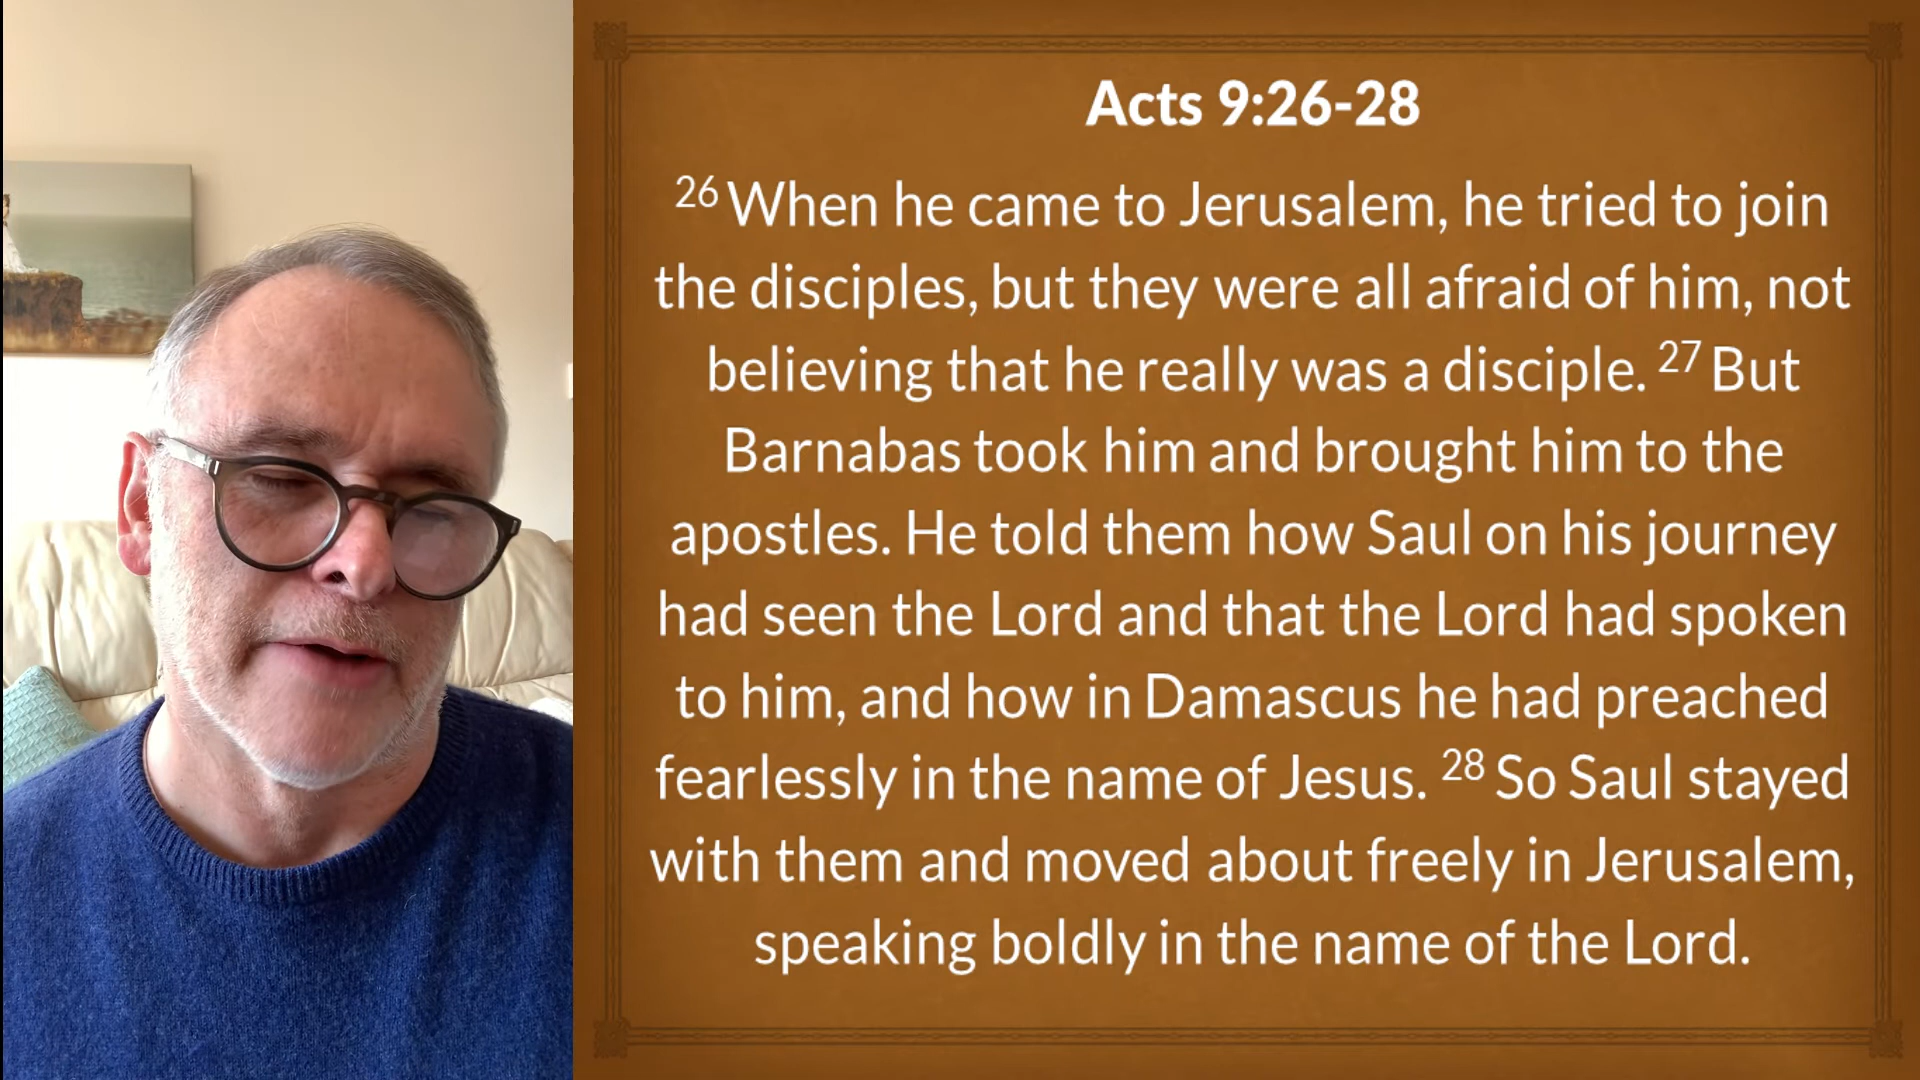 Acts 9:26-28
26 When he came to Jerusalem, he tried to join
the disciples, but they were all afraid of him, not
believing that he really was a disciple. 27 But
Barnabas took him and brought him to the
apostles. He told them how Saul on his journey
had seen the Lord and that the Lord had spoken
to him, and how in Damascus he had preached
fearlessly in the name of Jesus. 28 So Saul stayed
with them and moved about freely in Jerusalem,
speaking boldly in the name of the Lord.